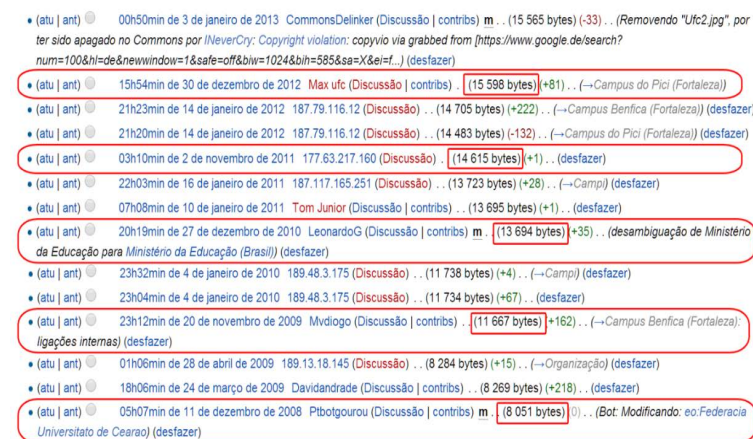 • (atu | ant) 00h50min de 3 de janeiro de 2013 CommonsDelinker (Discussão | contribs) m . . (15 565 bytes) (-33) . . (Removendo "Ufc2.jpg", por
ter sido apagado no Commons por INeverCry: Copyright violation: copyvio via grabbed from [https://www.google.de/search?
num=100&hl=de&newwindow=1&safe=off&biw=1024&bih=585&sa=X&ei=f...) (desfazer)
• (atu | ant) 15h54min de 30 de dezembro de 2012 Max ufc (Discussão | contribs) . (15 598 bytes) (+81) . . (→Campus do Pici (Fortaleza))
• (atu | ant) 21h23min de 14 de janeiro de 2012 187.79.116.12 (Discussão) . . (14 705 bytes) (+222) . . (→Campus Benfica (Fortaleza)) (desfazer)
• (atu | ant) 21h20min de 14 de janeiro de 2012 187.79.116.12 (Discussão) . . (14 483 bytes) (-132) . . (→Campus do Pici (Fortaleza)) (desfazer)
• (atu | ant) 03h10min de 2 de novembro de 2011 177.63.217.160 (Discussão) . (14 615 bytes) (+1) . . (desfazer)
• (atu | ant) 22h03min de 16 de janeiro de 2011 187.117.165.251 (Discussão) . . (13 723 bytes) (+28) . . (→Campi) (desfazer)
• (atu | ant) 07h08min de 10 de janeiro de 2011 Tom Junior (Discussão | contribs) . . (13 695 bytes) (+1) . . (desfazer)
• (atu | ant) 20h19min de 27 de dezembro de 2010 LeonardoG (Discussão | contribs) m . . (13 694 bytes) (+35) . . (desambiguação de Ministério
da Educação para Ministério da Educação (Brasil)) (desfazer)
• (atu | ant) 23h32min de 4 de janeiro de 2010 189.48.3.175 (Discussão) . . (11 738 bytes) (+4) . . (→Campi) (desfazer)
• (atu | ant) 23h04min de 4 de janeiro de 2010 189.48.3.175 (Discussão) . . (11 734 bytes) (+67) . . (desfazer)
• (atu | ant) 23h12min de 20 de novembro de 2009 Mvdiogo (Discussão | contribs) . . (11 667 bytes) (+162) . . (→Campus Benfica (Fortaleza):
ligações internas) (desfazer)
• (atu | ant) 01h06min de 28 de abril de 2009 189.13.18.145 (Discussão) . . (8 284 bytes) (+15) . . (→Organização) (desfazer)
• (atu | ant) 18h06min de 24 de março de 2009 Davidandrade (Discussão | contribs) . . (8 269 bytes) (+218) . . (desfazer)
• (atu | ant) 05h07min de 11 de dezembro de 2008 Ptbotgourou (Discussão | contribs) m . . (8 051 bytes) (0) . . (Bot: Modificando: eo:Federacia
Universitato de Cearao) (desfazer)